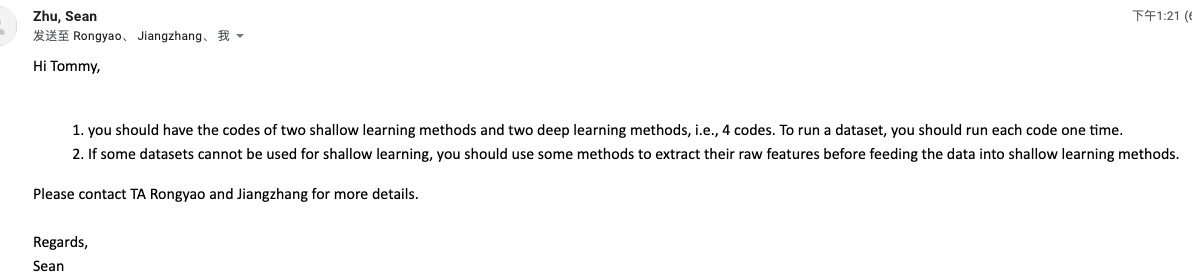 Zhu, Sean
下午1:21
发送至 Rongyao、 Jiangzhang、 我
Hi Tommy,
1. you should have the codes of two shallow learning methods and two deep learning methods, i.e., 4 codes. To run a dataset, you should run each code one time.
2. If some datasets cannot be used for shallow learning, you should use some methods to extract their raw features before feeding the data into shallow learning methods.
Please contact TA Rongyao and Jiangzhang for more details.
Regards,
Sean